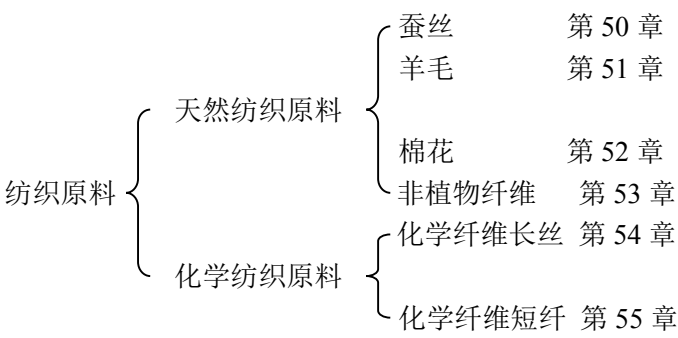 蚕丝 第 50 章
羊毛 第 51 章
天然纺织原料
棉花 第 52 章
纺织原料
非植物纤维 第 53 章
化学纤维长丝 第 54 章
化学纺织原料
化学纤维短纤 第 55 章